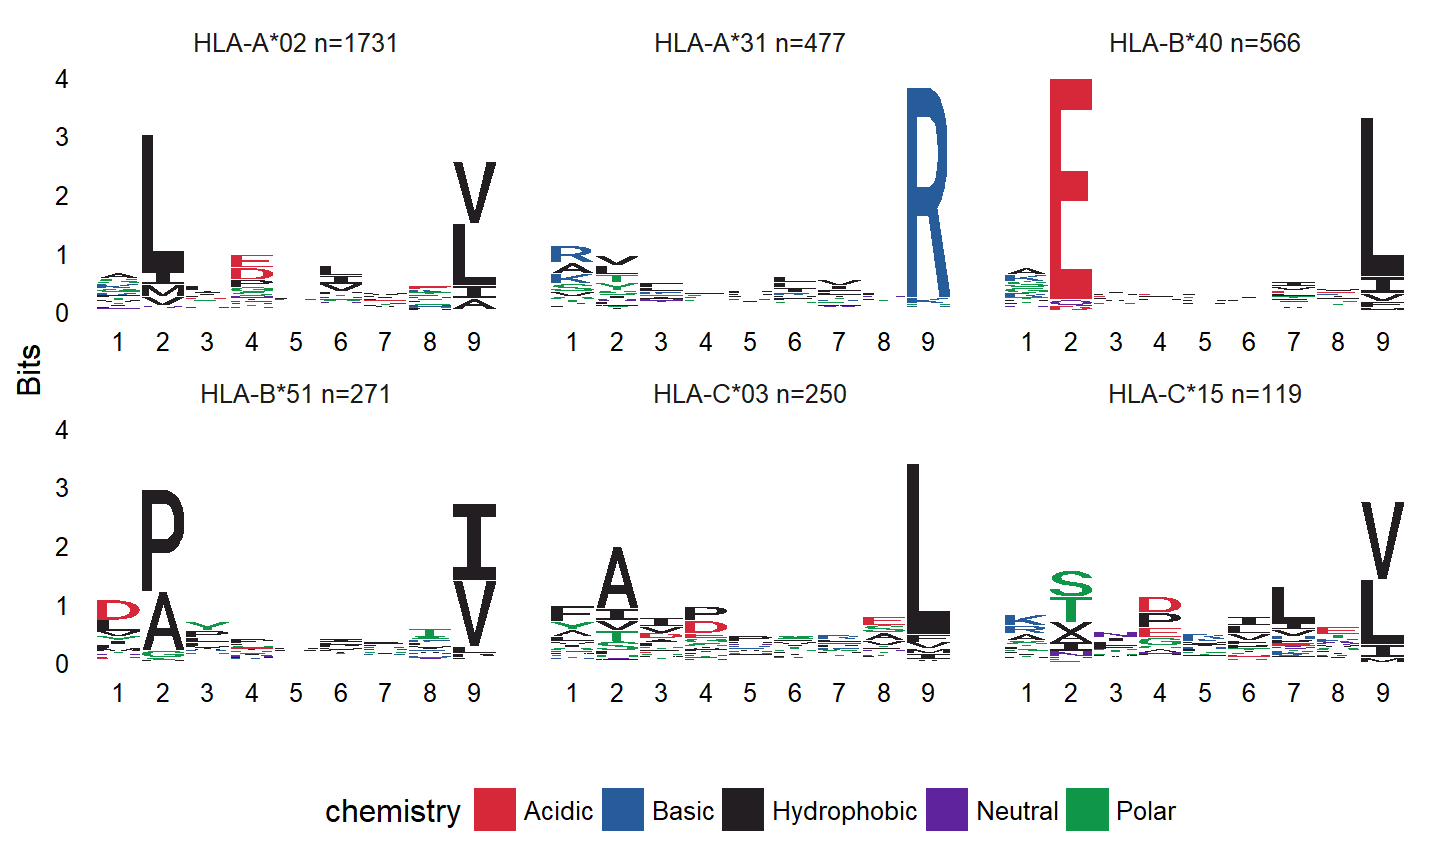 HLA-A*02 n=1731 HLA-A*31 n=477 HLA-B*40 n=566
4
3
2
1
0
1 2 3 4 5 6 7 8 9 1 2 3 4 5 6 7 8 9 1 2 3 4 5 6 7 8 9
Bits
HLA-B*51 n=271 HLA-C*03 n=250 HLA-C*15 n=119
4
3
2
1
0
1 2 3 4 5 6 7 8 9 1 2 3 4 5 6 7 8 9 1 2 3 4 5 6 7 8 9
chemistry Acidic Basic Hydrophobic Neutral Polar